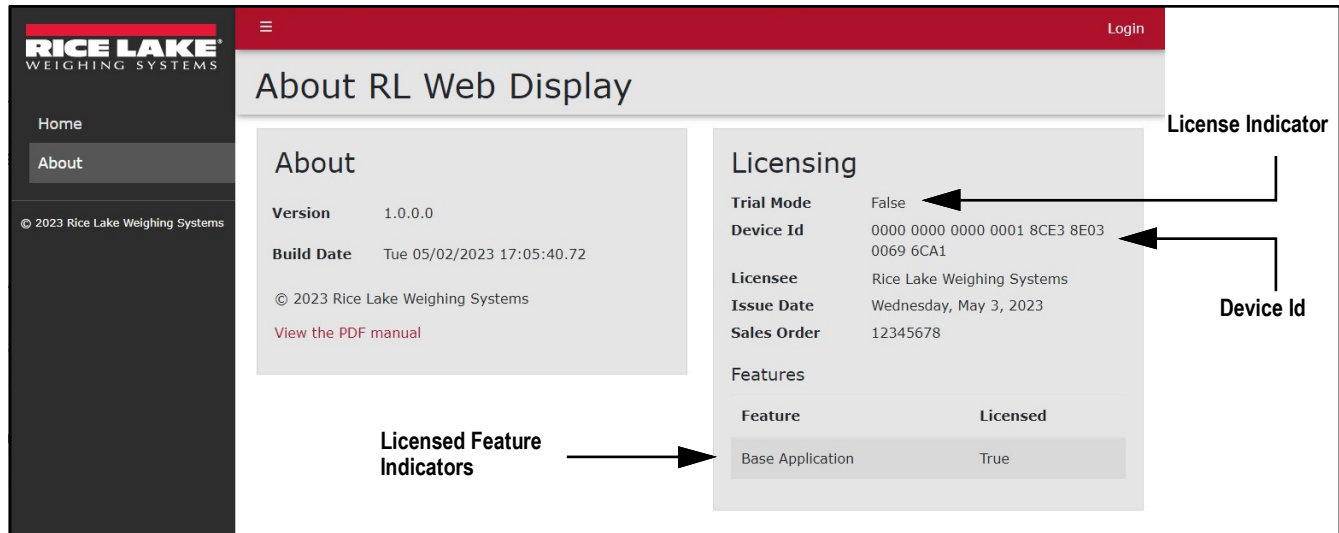 RICE LAKE®
WEIGHING SYSTEMS
Home
About
© 2023 Rice Lake Weighing Systems
☰
Login
About RL Web Display
About
Version 1.0.0.0
Build Date Tue 05/02/2023 17:05:40.72
© 2023 Rice Lake Weighing Systems
View the PDF manual
Licensing
Trial Mode False
Device Id 0000 0000 0000 0001 8CE3 8E03
0069 6CA1
Licensee Rice Lake Weighing Systems
Issue Date Wednesday, May 3, 2023
Sales Order 12345678
Features
Feature Licensed
Base Application True
License Indicator
Device Id
Licensed Feature
Indicators